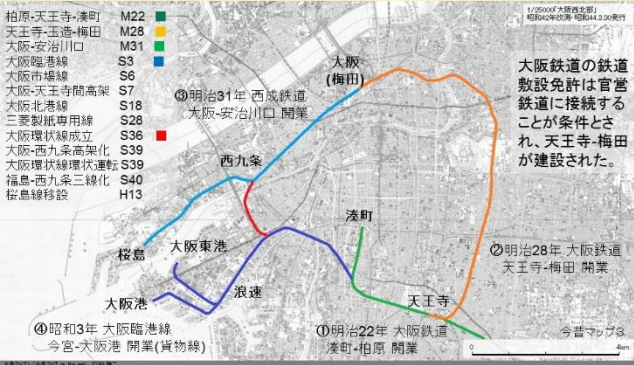 柏原-天王寺-湊町 M22
天王寺-玉造-梅田 M28
大阪-安治川口 M31
大阪臨港線 S3
大阪市場線 S6
大阪-天王寺間高架 S7
大阪北港線 S18
三菱製紙専用線 S28
大阪環状線成立 S36
大阪-西九条高架化 S39
大阪環状線環状運転 S39
福島-西九条三線化 S40
桜島線移設 H13
1/25000「大阪西北部」
昭和42年改測-昭和44.3.30発行
大阪
(梅田)
大阪鉄道の鉄道
敷設免許は官営
鉄道に接続する
ことが条件とさ
れ、天王寺-梅田
が建設された。
③明治31年 西成鉄道
大阪-安治川口 開業
西九条
湊町
桜島
大阪東港
②明治28年 大阪鉄道
天王寺-梅田 開業
大阪港
浪速
天王寺
④昭和3年 大阪臨港線
今宮-大阪港 開業(貨物線)
①明治22年 大阪鉄道
湊町-柏原 開業
今昔マップ3
0 4km